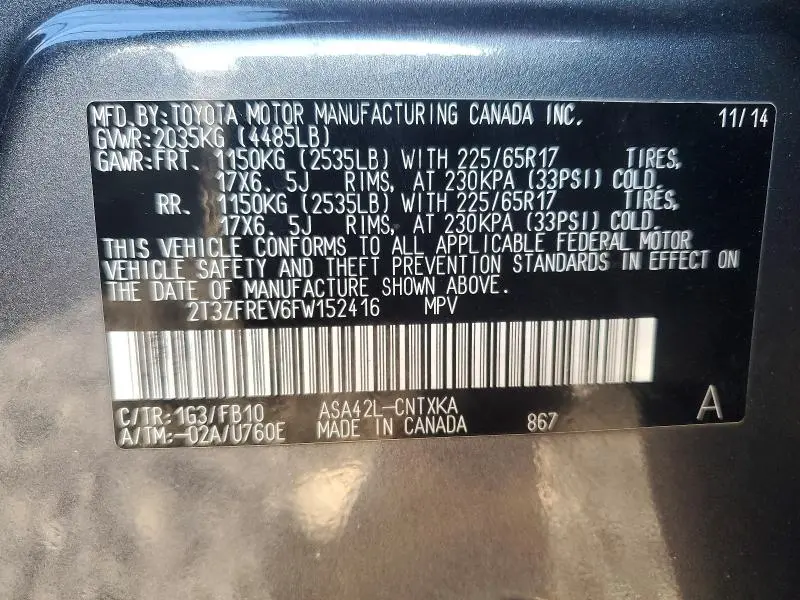 MFD.BY:TOYOTA MOTOR MANUFACTURING CANADA INC. 11/14
GVWR:2035KG (4485LB)
GAWR:FRT. 1150KG (2535LB) WITH 225/65R17 TIRES,
17X6. 5J RIMS, AT 230KPA (33PSI) COLD.
RR. 1150KG (2535LB) WITH 225/65R17 TIRES,
17X6. 5J RIMS, AT 230KPA (33PSI) COLD.
THIS VEHICLE CONFORMS TO ALL APPLICABLE FEDERAL MOTOR
VEHICLE SAFETY AND THEFT PREVENTION STANDARDS IN EFFECT ON
THE DATE OF MANUFACTURE SHOWN ABOVE.
2T3ZFREV6FW152416 MPV
C/TR:1G3/FB10 ASA42L-CNTXKA A
A/TM:-02A/U760E MADE IN CANADA 867